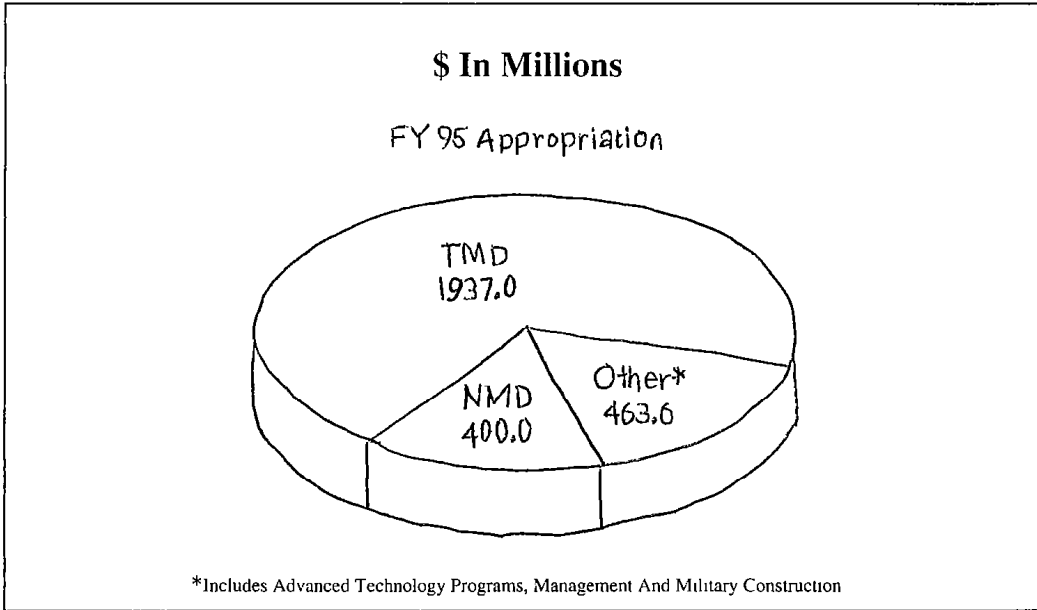 $ In Millions
FY 95 Appropriation
TMD
1937.0
Other*
463.6
NMD
400.0
*Includes Advanced Technology Programs, Management And Military Construction